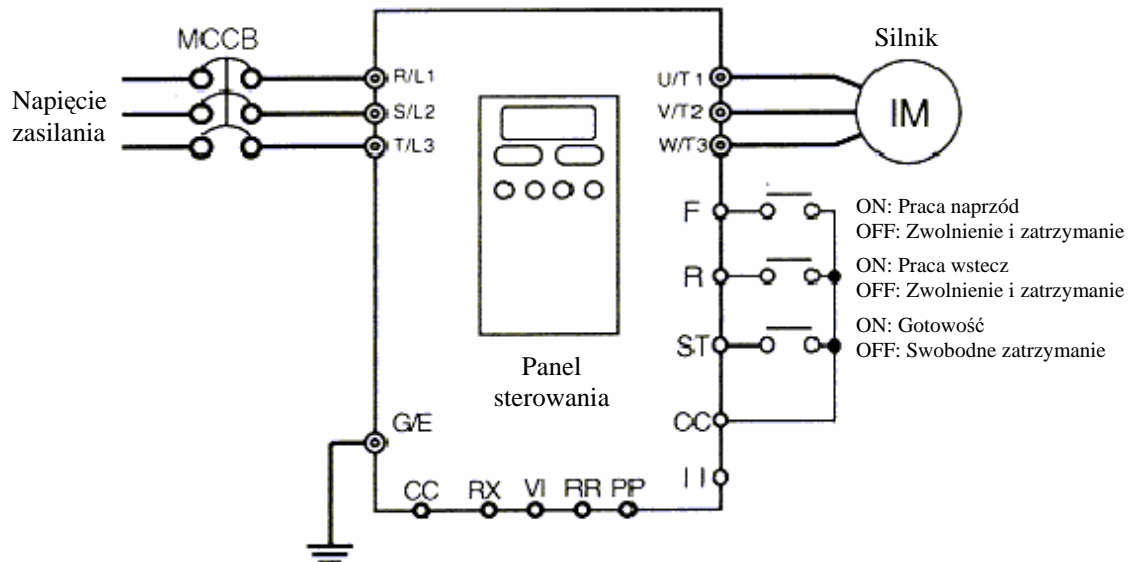 MCCB
Silnik
R/L1
U/T1
Napięcie
zasilania
S/L2
V/T2
IM
T/L3
W/T3
F
ON: Praca naprzód
OFF: Zwolnienie i zatrzymanie
R
ON: Praca wstecz
OFF: Zwolnienie i zatrzymanie
ST
ON: Gotowość
OFF: Swobodne zatrzymanie
Panel
sterowania
G/E
CC
II
CC RX VI RR PIP